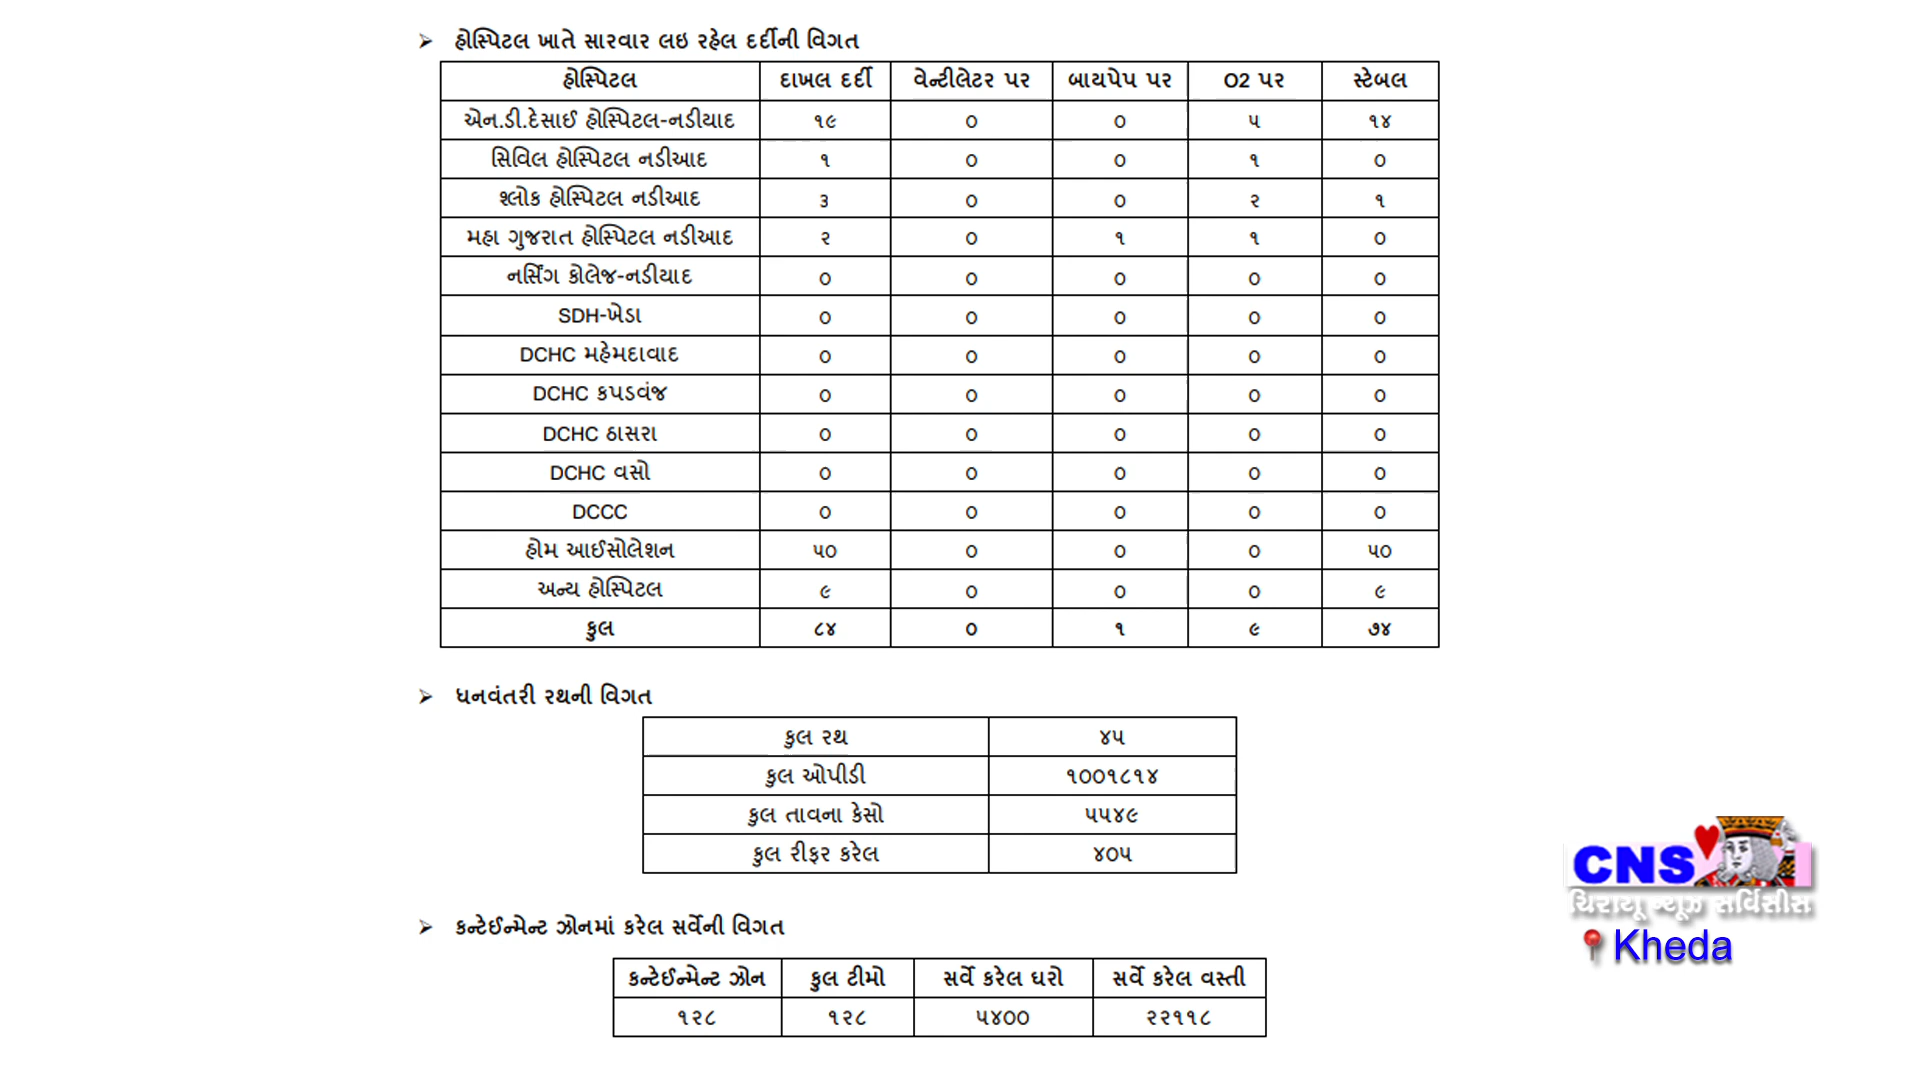 ➢ હોસ્પિટલ ખાતે સારવાર લઇ રહેલ દર્દીની વિગત
હોસ્પિટલ દાખલ દર્દી વેન્ટીલેટર પર બાયપેપ પર O2 પર સ્ટેબલ
એન.ડી.દેસાઈ હોસ્પિટલ-નડીયાદ ૧૯ ૦ ૦ ૫ ૧૪
સિવિલ હોસ્પિટલ નડીઆદ ૧ ૦ ૦ ૧ ૦
શ્લોક હોસ્પિટલ નડીઆદ ૩ ૦ ૦ ૨ ૧
મહા ગુજરાત હોસ્પિટલ નડીઆદ ૨ ૦ ૧ ૧ ૦
નર્સિંગ કોલેજ-નડીયાદ ૦ ૦ ૦ ૦ ૦
SDH-ખેડા ૦ ૦ ૦ ૦ ૦
DCHC મહેમદાવાદ ૦ ૦ ૦ ૦ ૦
DCHC કપડવંજ ૦ ૦ ૦ ૦ ૦
DCHC ઠાસરા ૦ ૦ ૦ ૦ ૦
DCHC વસો ૦ ૦ ૦ ૦ ૦
DCCC ૦ ૦ ૦ ૦ ૦
હોમ આઈસોલેશન ૫૦ ૦ ૦ ૦ ૫૦
અન્ય હોસ્પિટલ ૯ ૦ ૦ ૦ ૯
કુલ ૮૪ ૦ ૧ ૯ ૭૪
➢ ધનવંતરી રથની વિગત
કુલ રથ ૪૫
કુલ ઓપીડી ૧૦૦૧૮૧૪
કુલ તાવના કેસો ૫૫૪૯
કુલ રીફર કરેલ ૪૦૫
➢ કન્ટેઈન્મેન્ટ ઝોનમાં કરેલ સર્વેની વિગત
કન્ટેઈન્મેન્ટ ઝોન કુલ ટીમો સર્વે કરેલ ઘરો સર્વે કરેલ વસ્તી
૧૨૮ ૧૨૮ ૫૪૦૦ ૨૨૧૧૮
CNS
ચિરાયૂ ન્યૂઝ સર્વિસીસ
Kheda